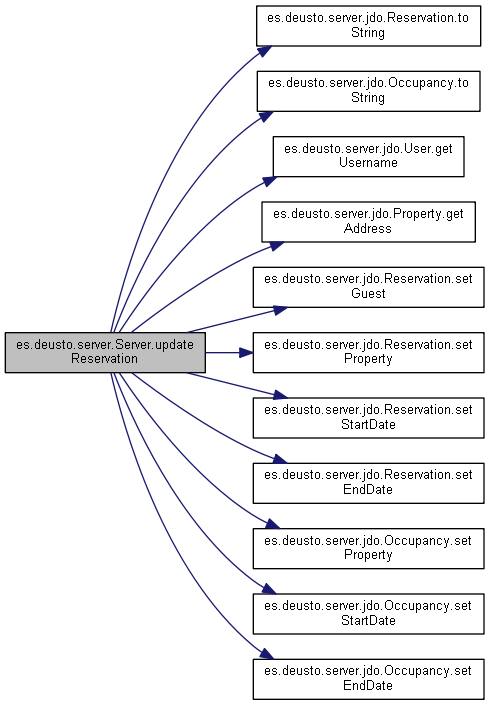 es.deusto.server.jdo.Reservation.to
String
es.deusto.server.jdo.Occupancy.to
String
es.deusto.server.jdo.User.get
Username
es.deusto.server.jdo.Property.get
Address
es.deusto.server.jdo.Reservation.set
Guest
es.deusto.server.Server.update
Reservation
es.deusto.server.jdo.Reservation.set
Property
es.deusto.server.jdo.Reservation.set
StartDate
es.deusto.server.jdo.Reservation.set
EndDate
es.deusto.server.jdo.Occupancy.set
Property
es.deusto.server.jdo.Occupancy.set
StartDate
es.deusto.server.jdo.Occupancy.set
EndDate